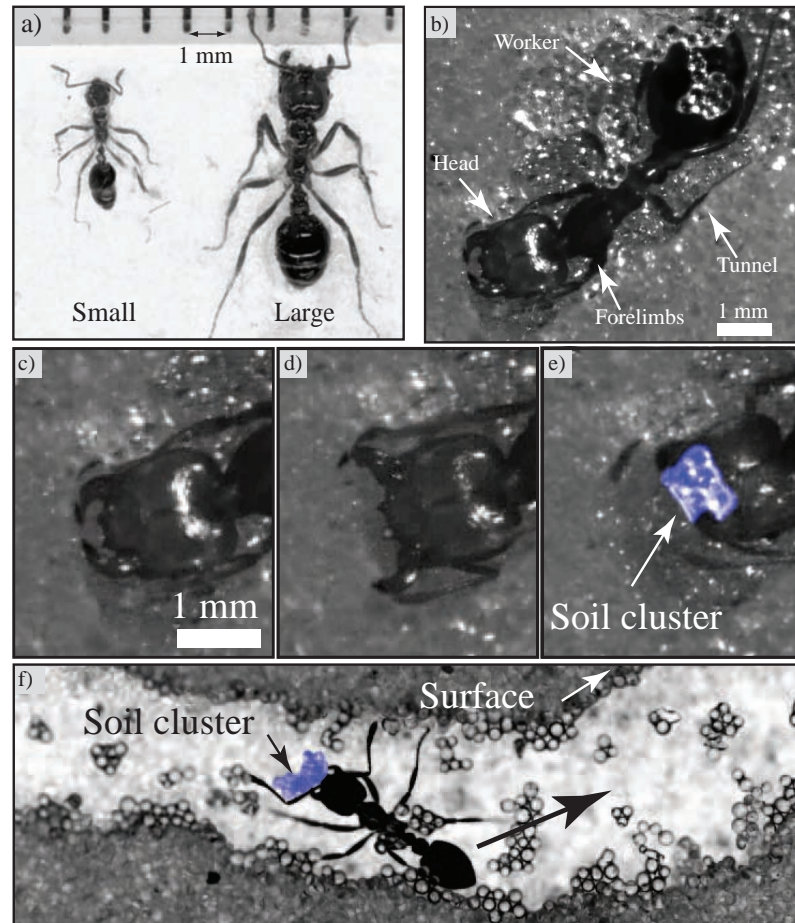 a)
1 mm
Small
Large
b)
Worker
Head
Tunnel
Forelimbs
1 mm
c)
1 mm
d)
e)
Soil cluster
f)
Surface
Soil cluster